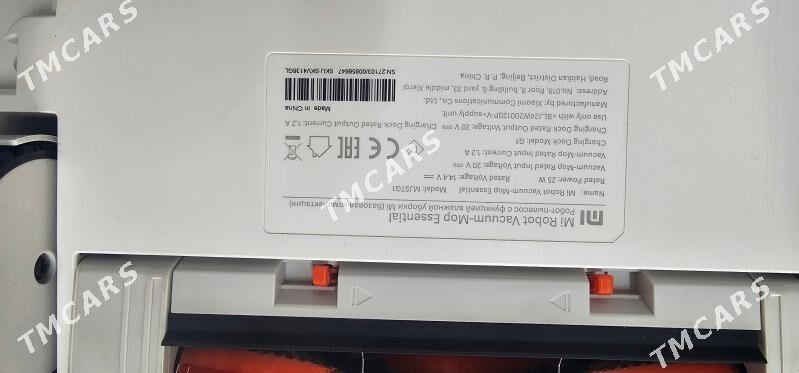 MI
Mi Robot Vacuum-Mop Essential
Робот-пылесос с функцией влажной уборки Mi (базовая комплектация)
Name: Mi Robot Vacuum-Mop Essential Model: MJSTG1
Rated Power: 25 W Rated Voltage: 14.4 V
Vacuum-Mop Rated Input Voltage: 20 V Vacuum-Mop Rated Input Current: 1.2 A
Charging Dock Model: G1
Charging Dock Rated Output Voltage: 20 V Charging Dock Rated Output Current: 1.2 A
Use only with <BLJ24W200120P-V>supply unit
Manufactured by: Xiaomi Communications Co., Ltd.
Address: No.019, floor 9, building 6, yard 33, middle Xierqi
Road, Haidian District, Beijing, P. R. China
CE
EAC
Made in China
SN:27103/00856647 SKU:SKV4136GL
TMCARS
TMCARS
TMCARS
TMCARS
TMCARS
TMCARS
TMCARS